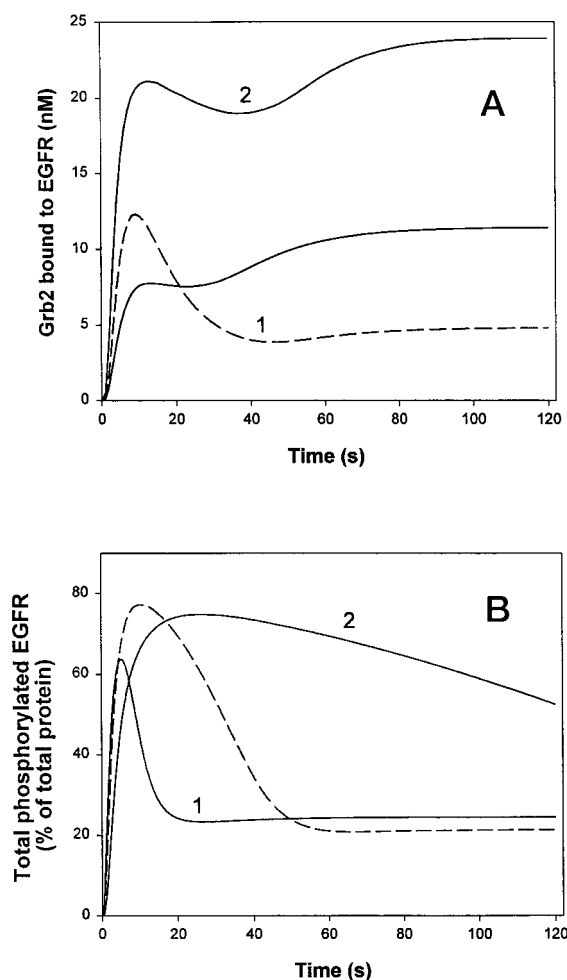 25
20
15
10
5
0
Grb2 bound to EGFR (nM)
2
A
1
0 20 40 60 80 100 120
Time (s)
80
60
40
20
0
Total phosphorylated EGFR
(% of total protein)
2
B
1
0 20 40 60 80 100 120
Time (s)